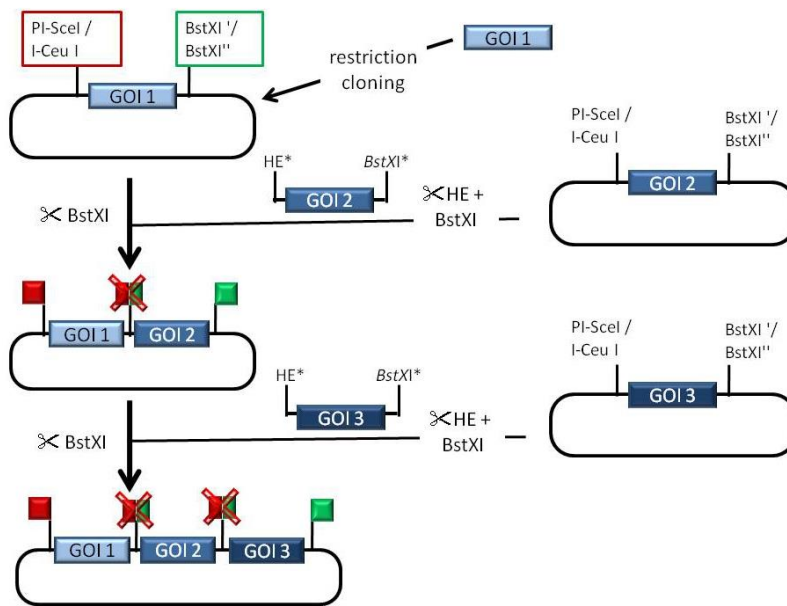 PI-SceI /
I-Ceu I
BstXI '/
BstXI''
GOI 1
restriction
cloning
GOI 1
PI-SceI /
I-Ceu I
BstXI '/
BstXI''
GOI 2
HE*
BstXI*
GOI 2
HE +
BstXI
BstXI
GOI 1
GOI 2
PI-SceI /
I-Ceu I
BstXI '/
BstXI''
GOI 3
HE*
BstXI*
GOI 3
HE +
BstXI
BstXI
GOI 1
GOI 2
GOI 3